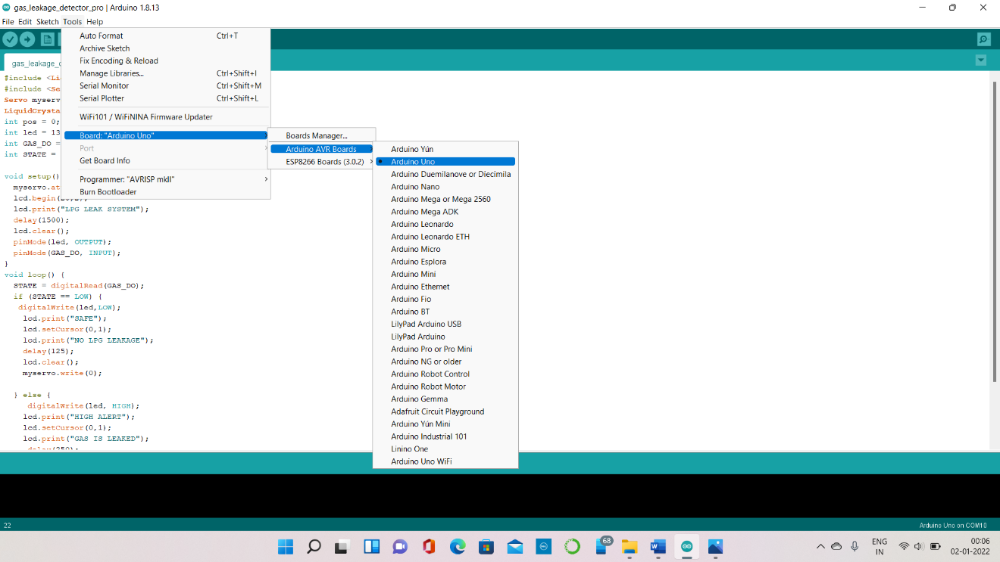 gas_leakage_detector_pro | Arduino 1.8.13
File Edit Sketch Tools Help
gas_leakage_d
Auto Format Ctrl+T
Archive Sketch
Fix Encoding & Reload
Manage Libraries... Ctrl+Shift+I
Serial Monitor Ctrl+Shift+M
Serial Plotter Ctrl+Shift+L
WiFi101 / WiFiNINA Firmware Updater
Board: "Arduino Uno"
Port
Get Board Info
Programmer: "AVRISP mkII"
Burn Bootloader
Boards Manager...
Arduino AVR Boards
ESP8266 Boards (3.0.2)
Arduino Yún
Arduino Uno
Arduino Duemilanove or Diecimila
Arduino Nano
Arduino Mega or Mega 2560
Arduino Mega ADK
Arduino Leonardo
Arduino Leonardo ETH
Arduino Micro
Arduino Esplora
Arduino Mini
Arduino Ethernet
Arduino Fio
Arduino BT
LilyPad Arduino USB
LilyPad Arduino
Arduino Pro or Pro Mini
Arduino NG or older
Arduino Robot Control
Arduino Robot Motor
Arduino Gemma
Adafruit Circuit Playground
Arduino Yún Mini
Arduino Industrial 101
Linino One
Arduino Uno WiFi
#include <Li
#include <Se
Servo myserv
LiquidCrysta
int pos = 0;
int led = 13
int GAS_DO =
int STATE =
void setup()
myservo.at
lcd.begin(
lcd.print("LPG LEAK SYSTEM");
delay(1500);
lcd.clear();
pinMode(led, OUTPUT);
pinMode(GAS_DO, INPUT);
}
void loop() {
STATE = digitalRead(GAS_DO);
if (STATE == LOW) {
digitalWrite(led,LOW);
lcd.print("SAFE");
lcd.setCursor(0,1);
lcd.print("NO LPG LEAKAGE");
delay(125);
lcd.clear();
myservo.write(0);
} else {
digitalWrite(led, HIGH);
lcd.print("HIGH ALERT");
lcd.setCursor(0,1);
lcd.print("GAS IS LEAKED");
delay(250);
22
Arduino Uno on COM10
68
ENG
IN
00:06
02-01-2022